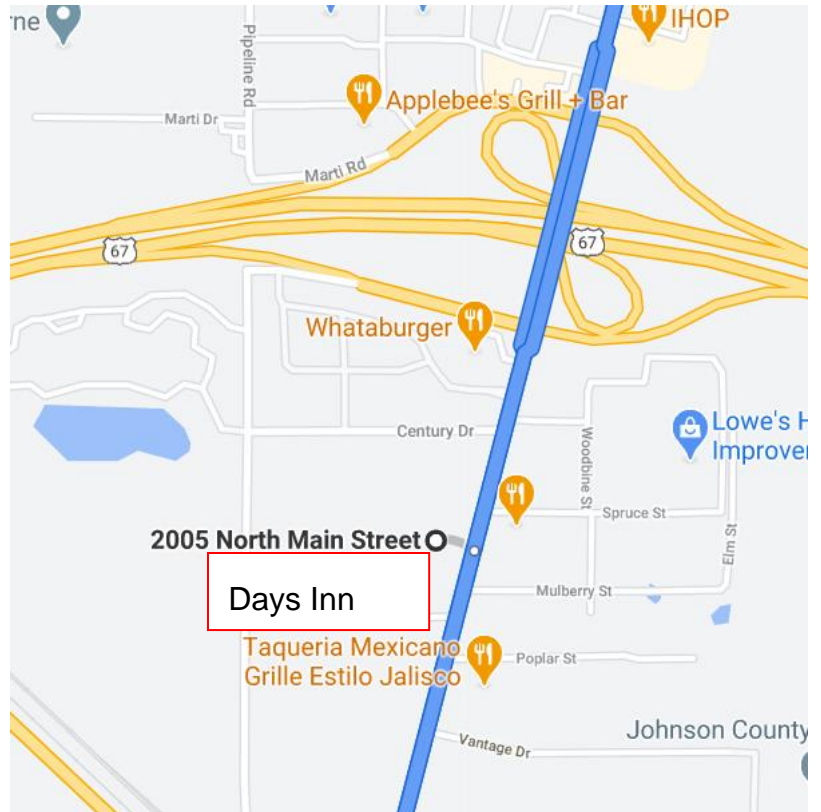 ne
IHOP
Pipeline Rd
Applebee's Grill + Bar
Marti Dr
Marti Rd
67
67
Whataburger
Century Dr
Woodbine St
Lowe's H
Improve
Spruce St
2005 North Main Street
Elm St
Days Inn
Mulberry St
Taqueria Mexicano
Grille Estilo Jalisco
Poplar St
Johnson County
Vantage Dr